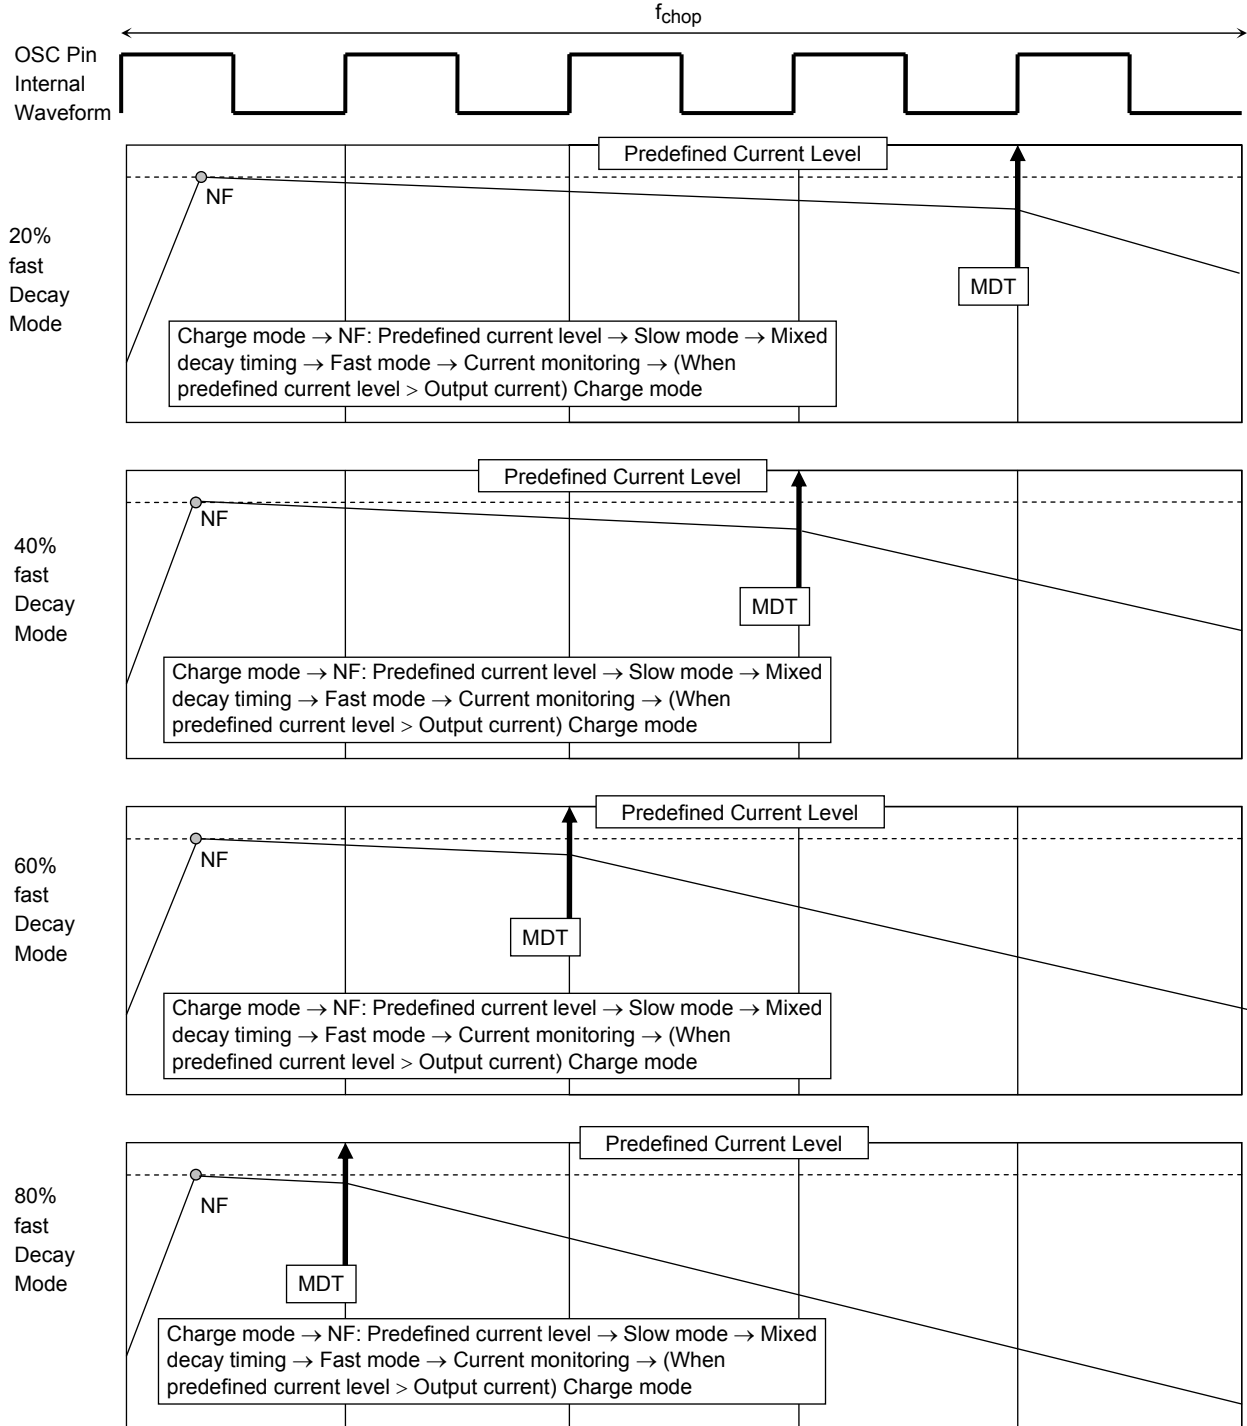 fchop
OSC Pin
Internal
Waveform
Predefined Current Level
NF
20%
fast
Decay
Mode
MDT
Charge mode → NF: Predefined current level → Slow mode → Mixed
decay timing → Fast mode → Current monitoring → (When
predefined current level > Output current) Charge mode
Predefined Current Level
NF
40%
fast
Decay
Mode
MDT
Charge mode → NF: Predefined current level → Slow mode → Mixed
decay timing → Fast mode → Current monitoring → (When
predefined current level > Output current) Charge mode
Predefined Current Level
NF
60%
fast
Decay
Mode
MDT
Charge mode → NF: Predefined current level → Slow mode → Mixed
decay timing → Fast mode → Current monitoring → (When
predefined current level > Output current) Charge mode
Predefined Current Level
NF
80%
fast
Decay
Mode
MDT
Charge mode → NF: Predefined current level → Slow mode → Mixed
decay timing → Fast mode → Current monitoring → (When
predefined current level > Output current) Charge mode